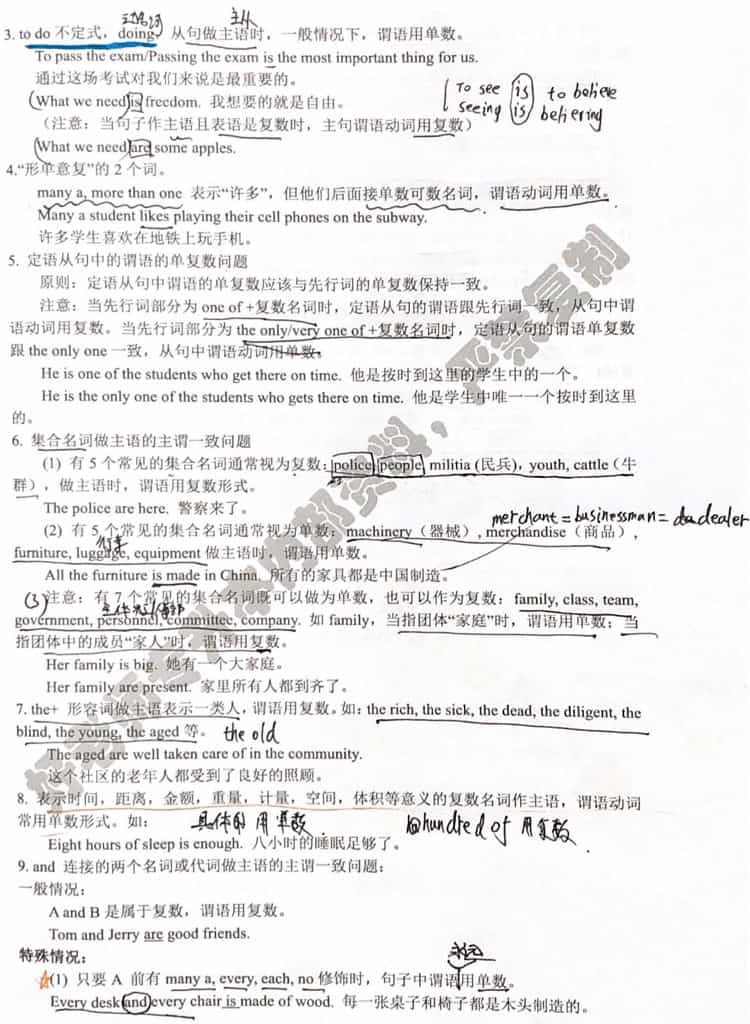 主从
3. to do 不定式，doing，从句做主语时，一般情况下，谓语用单数。
To pass the exam/Passing the exam is the most important thing for us.
通过这场考试对我们来说是最重要的。
To see is to believe
What we need is freedom. 我想要的就是自由。
seeing is believing
（注意：当句子作主语且表语是复数时，主句谓语动词用复数）
What we need are some apples.
4.“形单意复”的 2 个词。
many a, more than one 表示“许多”，但他们后面接单数可数名词，谓语动词用单数。
Many a student likes playing their cell phones on the subway.
许多学生喜欢在地铁上玩手机。
5. 定语从句中的谓语的单复数问题
原则：定语从句中谓语的单复数应该与先行词的单复数保持一致。
注意：当先行词部分为 one of +复数名词时，定语从句的谓语跟先行词一致，从句中谓
语动词用复数。当先行词部分为 the only/very one of +复数名词时，定语从句的谓语单复数
跟 the only one 一致，从句中谓语动词用单数。
He is one of the students who get there on time. 他是按时到这里的学生中的一个。
He is the only one of the students who gets there on time. 他是学生中唯一一个按时到这里
的。
6. 集合名词做主语的主谓一致问题
(1) 有 5 个常见的集合名词通常视为复数：police, people, militia (民兵), youth, cattle（牛
群），做主语时，谓语用复数形式。
The police are here. 警察来了。
merchant = businessman = dealer
(2) 有 5 个常见的集合名词通常视为单数：machinery（器械）, merchandise（商品）,
行李
furniture, luggage, equipment 做主语时，谓语用单数。
All the furniture is made in China. 所有的家具都是中国制造。
(3) 注意：有 7 个常见的集合名词既可以做为单数，也可以作为复数：family, class, team,
government, personnel, committee, company. 如 family，当指团体“家庭”时，谓语用单数；当
指团体中的成员“家人”时，谓语用复数。
Her family is big. 她有一个大家庭。
Her family are present. 家里所有人都到齐了。
7. the+ 形容词做主语表示一类人，谓语用复数。如: the rich, the sick, the dead, the diligent, the
blind, the young, the aged 等。 the old
The aged are well taken care of in the community.
这个社区的老年人都受到了良好的照顾。
8. 表示时间，距离，金额，重量，计量，空间，体积等意义的复数名词作主语，谓语动词
常用单数形式。如： 具体的 用单数 hundred of 用复数
Eight hours of sleep is enough. 八小时的睡眠足够了。
9. and 连接的两个名词或代词做主语的主谓一致问题：
一般情况：
A and B 是属于复数，谓语用复数。
Tom and Jerry are good friends.
特殊情况：
(1) 只要 A 前有 many a, every, each, no 修饰时，句子中谓语用单数。
Every desk and every chair is made of wood. 每一张桌子和椅子都是木头制造的。